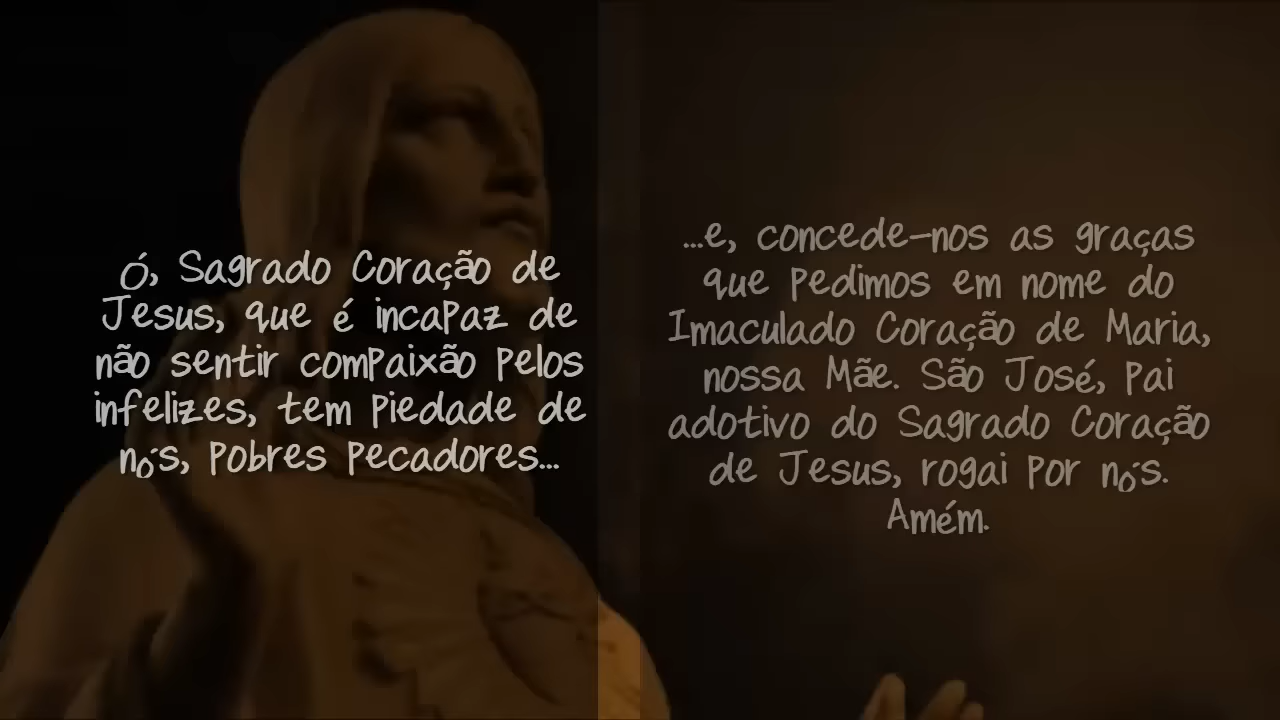 Ó, Sagrado Coração de
Jesus, que é incapaz de
não sentir compaixão pelos
infelizes, tem piedade de
nós, pobres pecadores...
...e, concede-nos as graças
que pedimos em nome do
Imaculado Coração de Maria,
nossa Mãe. São José, pai
adotivo do Sagrado Coração
de Jesus, rogai por nós.
Amém.